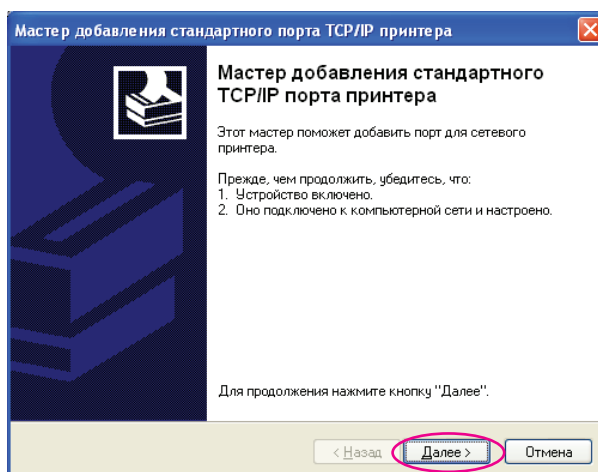 Мастер добавления стандартного порта TCP/IP принтера
Мастер добавления стандартного
TCP/IP порта принтера
Этот мастер поможет добавить порт для сетевого
принтера.
Прежде, чем продолжить, убедитесь, что:
1. Устройство включено.
2. Оно подключено к компьютерной сети и настроено.
Для продолжения нажмите кнопку "Далее".
< Назад Далее > Отмена